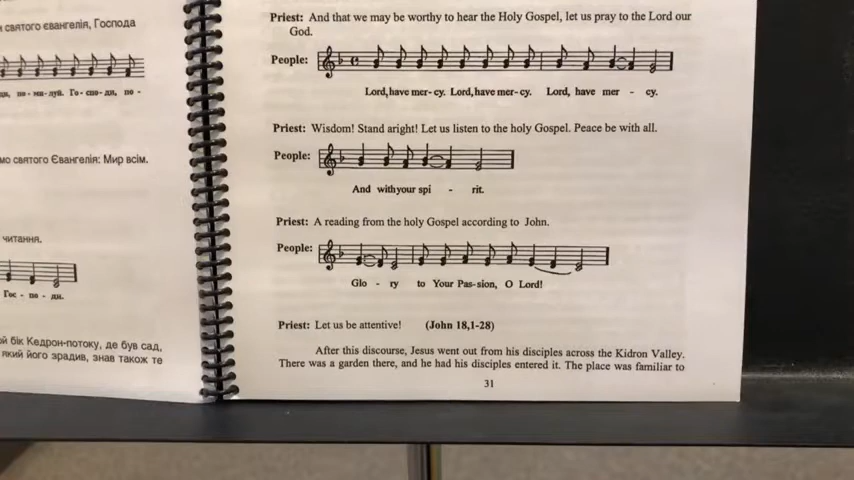 святого євангелія, Господа
по - ми - луй. Го - спо - ди, по -
святого Євангелія: Мир всім.
читання.
Гос - по - ди.
бік Кедрон-потоку, де був сад,
який його зрадив, знав також те
Priest: And that we may be worthy to hear the Holy Gospel, let us pray to the Lord our
God.
People:
Lord, have mer- cy. Lord, have mer- cy. Lord, have mer - cy.
Priest: Wisdom! Stand aright! Let us listen to the holy Gospel. Peace be with all.
People:
And withyour spi - rit.
Priest: A reading from the holy Gospel according to John.
People:
Glo - ry to Your Pas- sion, O Lord!
Priest: Let us be attentive! (John 18,1-28)
After this discourse, Jesus went out from his disciples across the Kidron Valley.
There was a garden there, and he had his disciples entered it. The place was familiar to
31